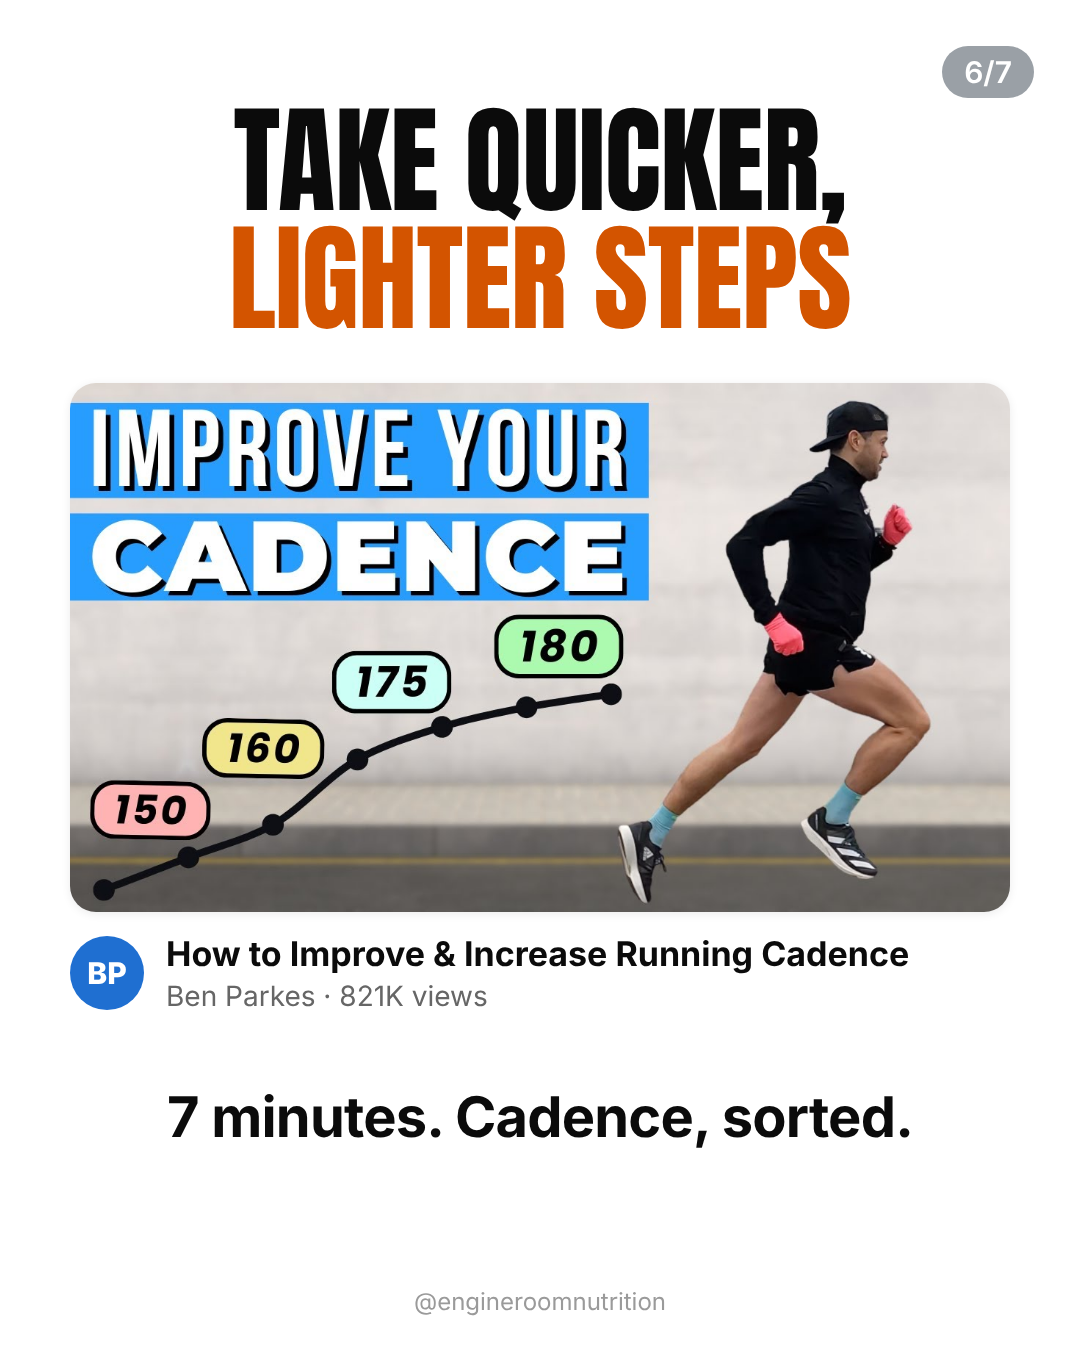 6/7
TAKE QUICKER,
LIGHTER STEPS
IMPROVE YOUR
CADENCE
180
175
160
150
BP
How to Improve & Increase Running Cadence
Ben Parkes · 821K views
7 minutes. Cadence, sorted.
@engineroomnutrition